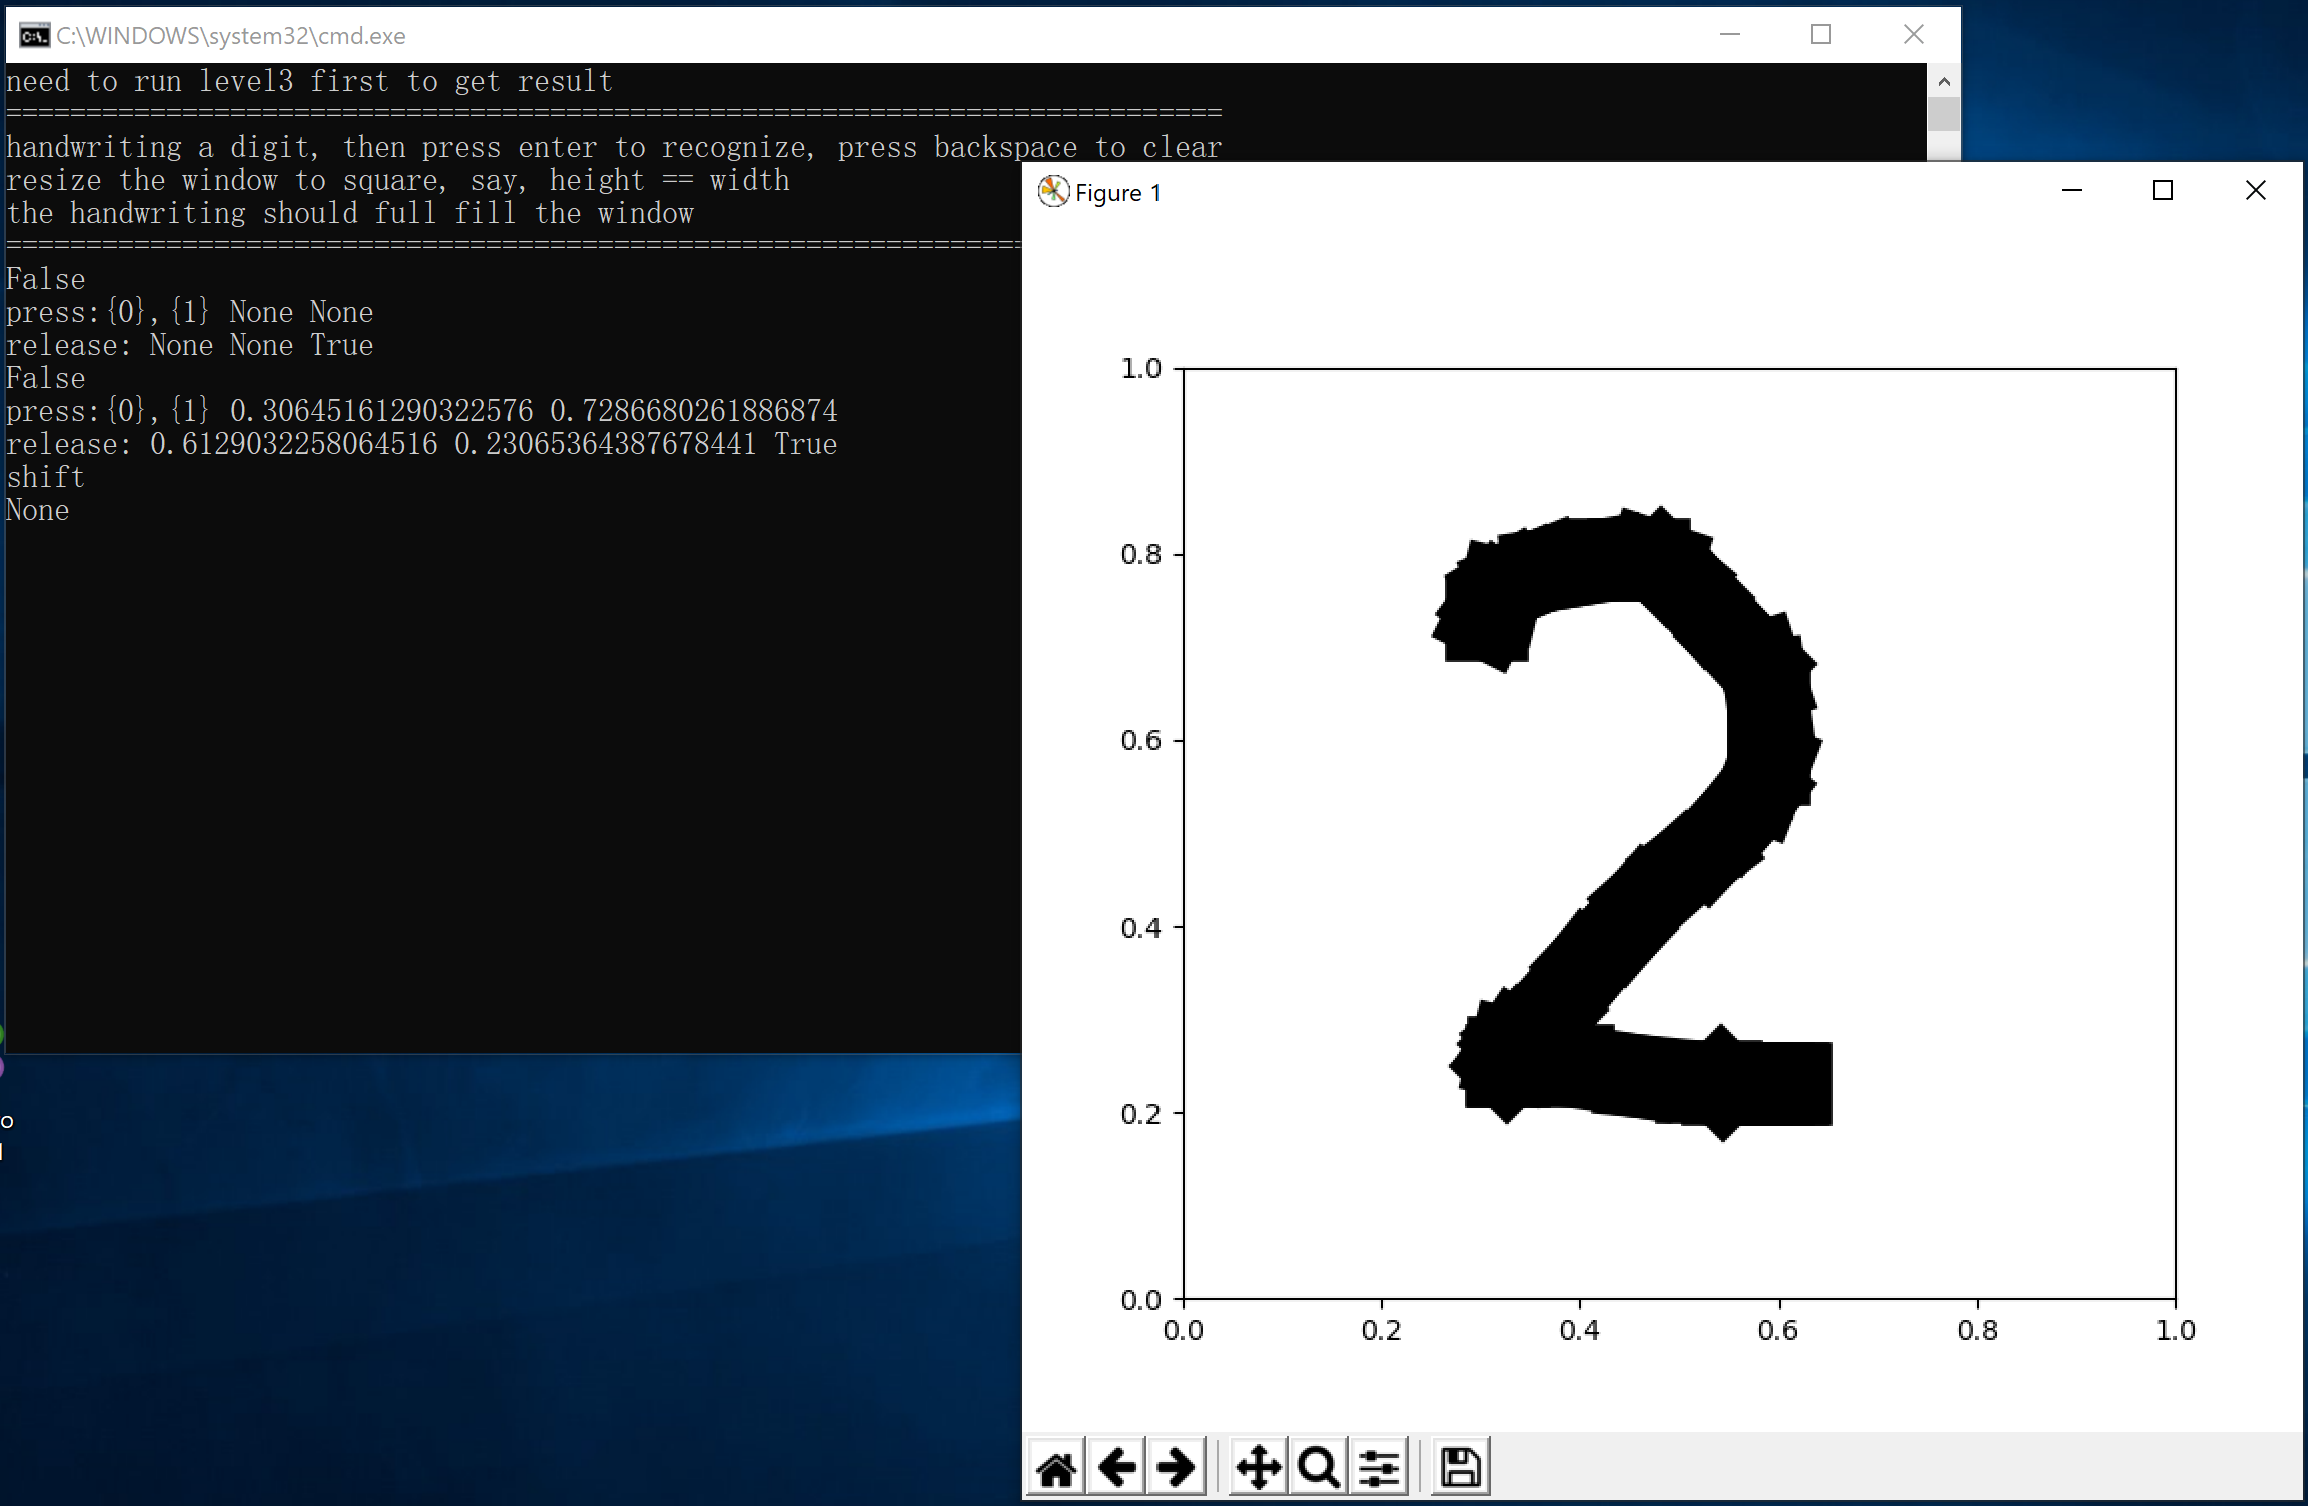 C:\WINDOWS\system32\cmd.exe
need to run level3 first to get result
============================================================================
handwriting a digit, then press enter to recognize, press backspace to clear
resize the window to square, say, height == width
the handwriting should full fill the window
================================================================
False
press:{0},{1} None None
release: None None True
False
press:{0},{1} 0.30645161290322576 0.7286680261886874
release: 0.6129032258064516 0.23065364387678441 True
shift
None
Figure 1
1.0
0.8
0.6
0.4
0.2
0.0
0.0 0.2 0.4 0.6 0.8 1.0
2
o